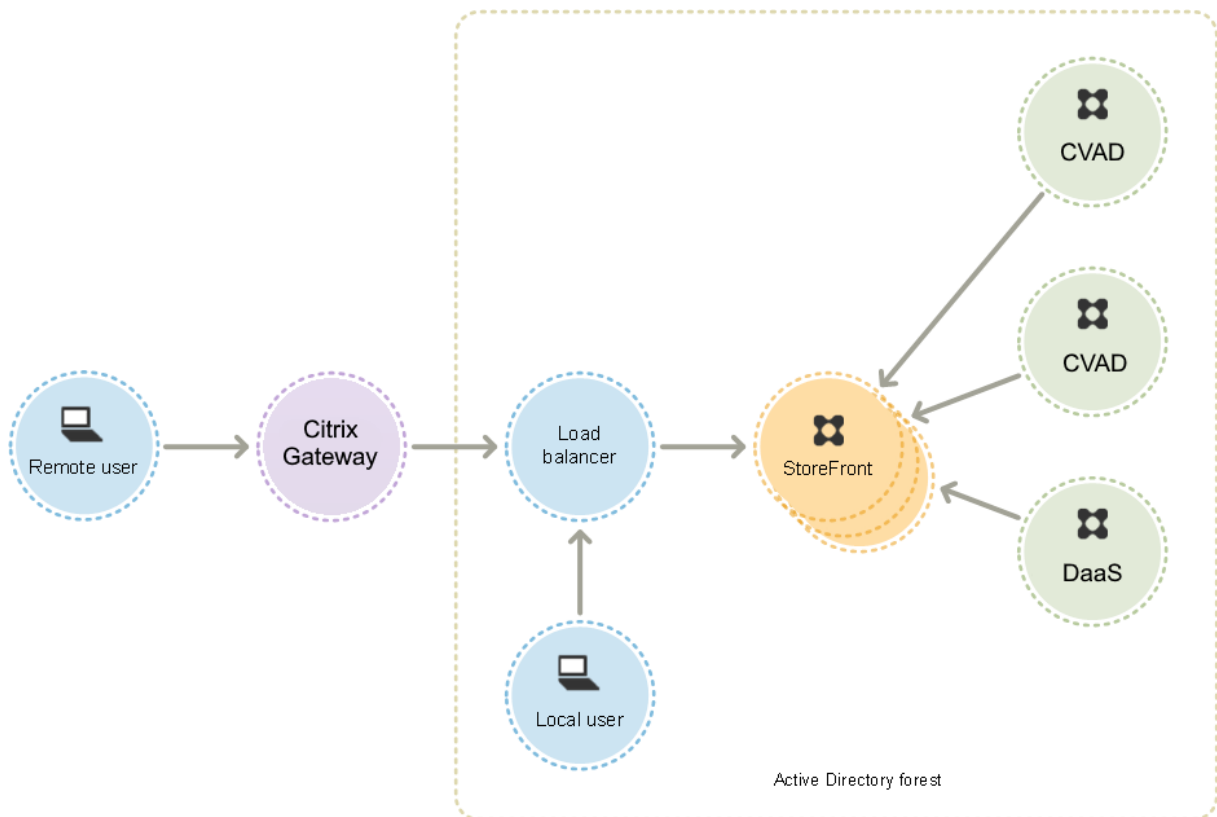 CVAD
CVAD
Remote user
Citrix
Gateway
Load
balancer
StoreFront
DaaS
Local user
Active Directory forest